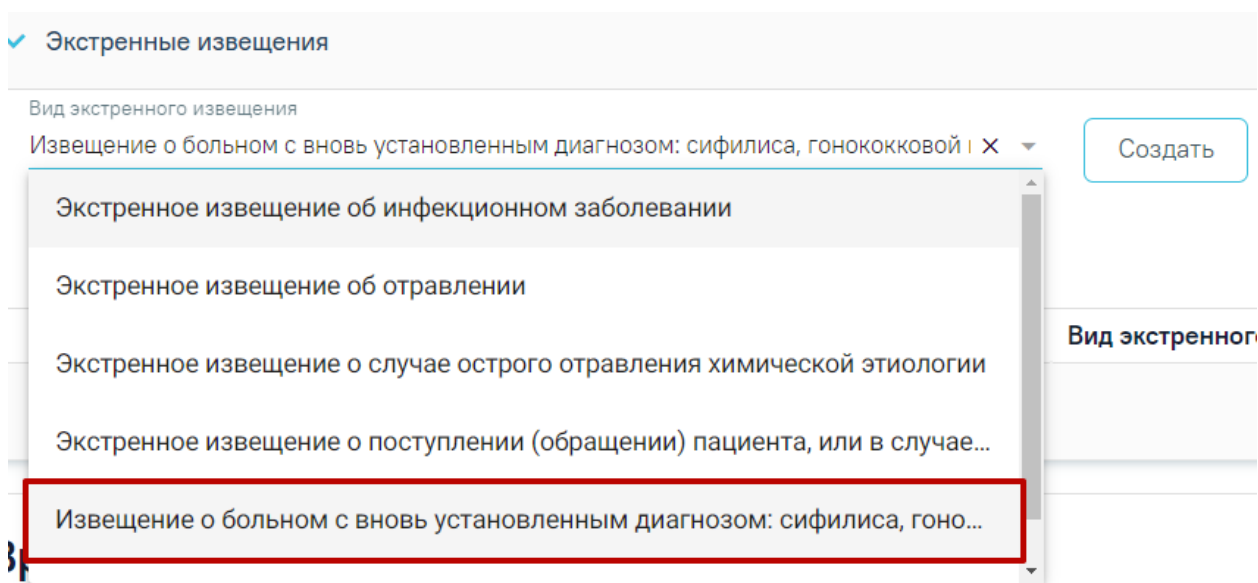 Экстренные извещения
Вид экстренного извещения
Извещение о больном с вновь установленным диагнозом: сифилиса, гонококковой
Создать
Экстренное извещение об инфекционном заболевании
Экстренное извещение об отравлении
Вид экстренног
Экстренное извещение о случае острого отравления химической этиологии
Экстренное извещение о поступлении (обращении) пациента, или в случае...
Извещение о больном с вновь установленным диагнозом: сифилиса, гоно...